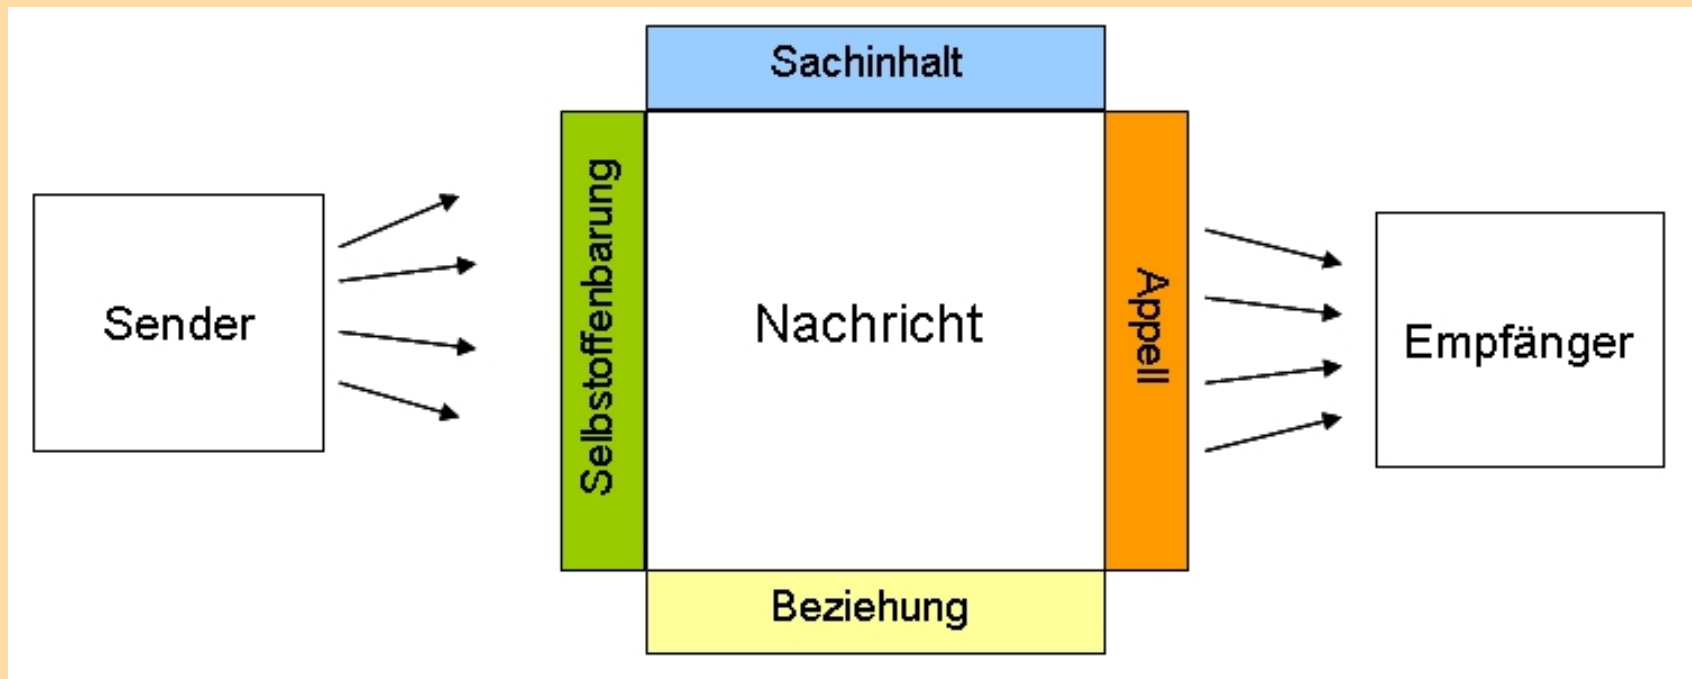 Sachinhalt
Sender
Selbstoffenbarung
Nachricht
Appell
Empfänger
Beziehung